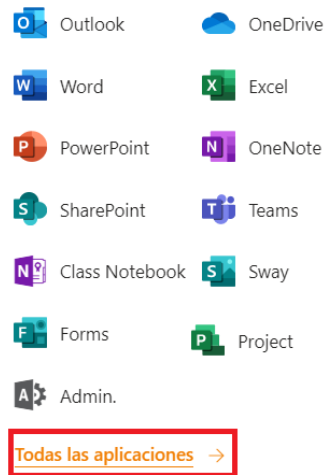 Outlook OneDrive
Word Excel
PowerPoint OneNote
SharePoint Teams
Class Notebook Sway
Forms Project
Admin.
Todas las aplicaciones →